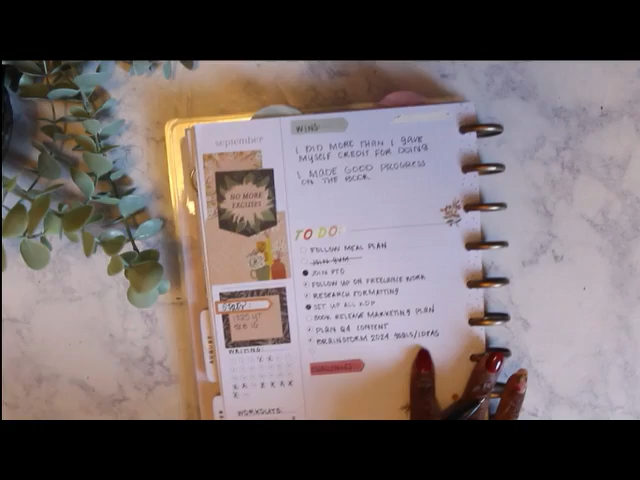 september
NO MORE
EXCUSES
WRITING:
WORKOUTS:
WINS:
I DID MORE THAN I GAVE
MYSELF CREDIT FOR DOING
I MADE GOOD PROGRESS
ON THE BOOK
TO DO:
FOLLOW MEAL PLAN
JOIN GYM
JOIN PTO
FOLLOW UP ON FREELANCE WORK
RESEARCH FORMATTING
SET UP ALL ADP
BOOK RELEASE MARKETING PLAN
PLAN Q4 CONTENT
BRAINSTORM 2024 GOALS/IDEAS